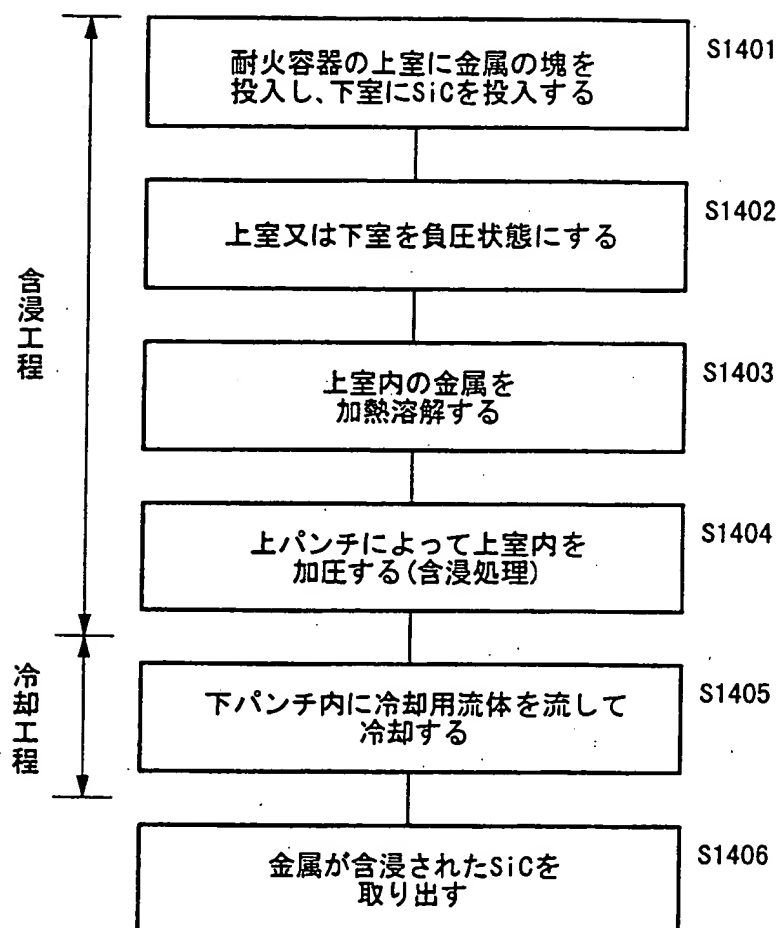 耐火容器の上室に金属の塊を
投入し、下室にSiCを投入する
S1401
上室又は下室を負圧状態にする
S1402
上室内の金属を
加熱溶解する
S1403
上パンチによって上室内を
加圧する(含浸処理)
S1404
含浸工程
下パンチ内に冷却用流体を流して
冷却する
S1405
冷却工程
金属が含浸されたSiCを
取り出す
S1406